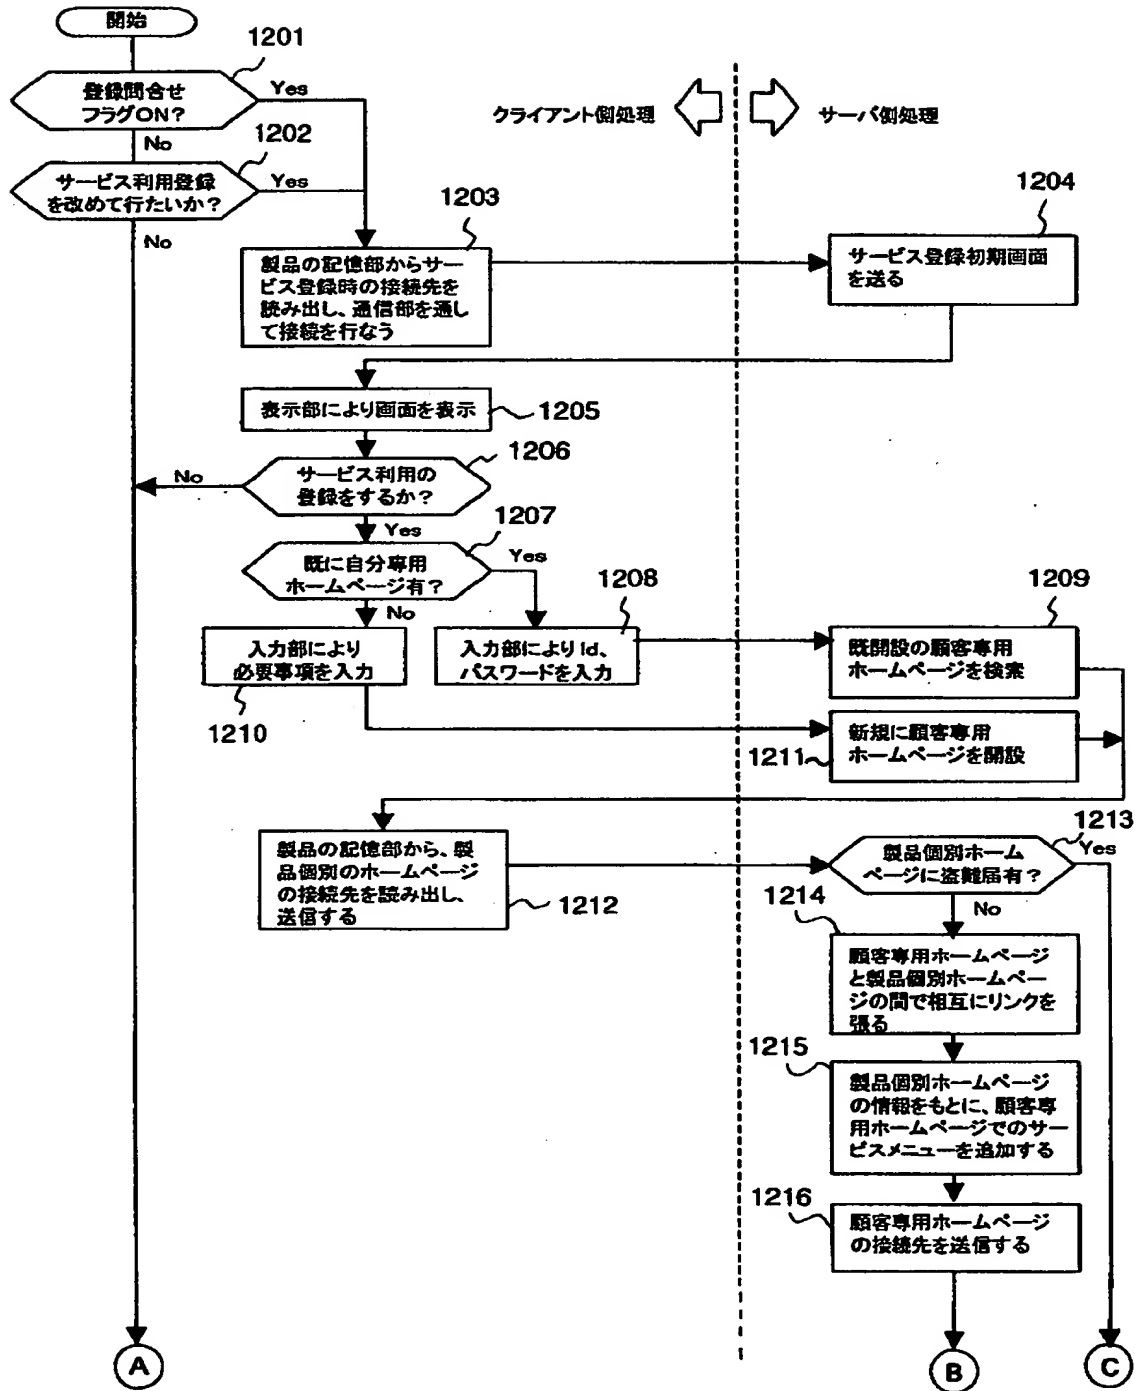 開始
1201
登録問合せ
フラグON?
Yes
No
クライアント側処理
サーバ側処理
1202
サービス利用登録
を改めて行たいか?
Yes
No
1203
製品の記憶部からサー
ビス登録時の接続先を
読み出し、通信部を通し
て接続を行なう
1204
サービス登録初期画面
を送る
表示部により画面を表示
1205
1206
サービス利用の
登録をするか?
No
Yes
1207
既に自分専用
ホームページ有?
Yes
No
1208
入力部によりid、
パスワードを入力
1209
既開設の顧客専用
ホームページを検索
入力部により
必要事項を入力
1210
新規に顧客専用
ホームページを開設
1211
製品の記憶部から、製
品個別のホームページ
の接続先を読み出し、
送信する
1212
1213
製品個別ホーム
ページに盗難届有?
Yes
No
1214
顧客専用ホームページ
と製品個別ホームペー
ジの間で相互にリンクを
張る
1215
製品個別ホームページ
の情報をもとに、顧客専
用ホームページでのサー
ビスメニューを追加する
1216
顧客専用ホームページ
の接続先を送信する
A
B
C